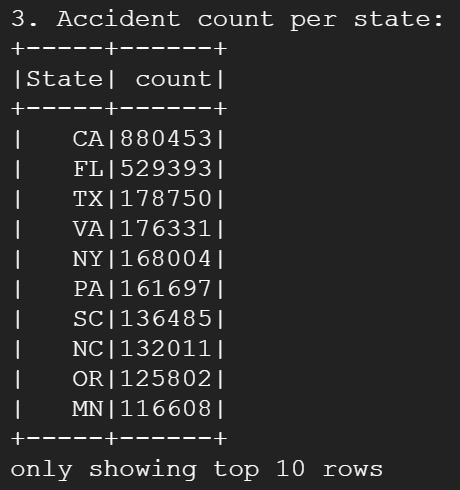 3. Accident count per state:
+-----+------+
|State| count|
+-----+------+
|   CA|880453|
|   FL|529393|
|   TX|178750|
|   VA|176331|
|   NY|168004|
|   PA|161697|
|   SC|136485|
|   NC|132011|
|   OR|125802|
|   MN|116608|
+-----+------+
only showing top 10 rows